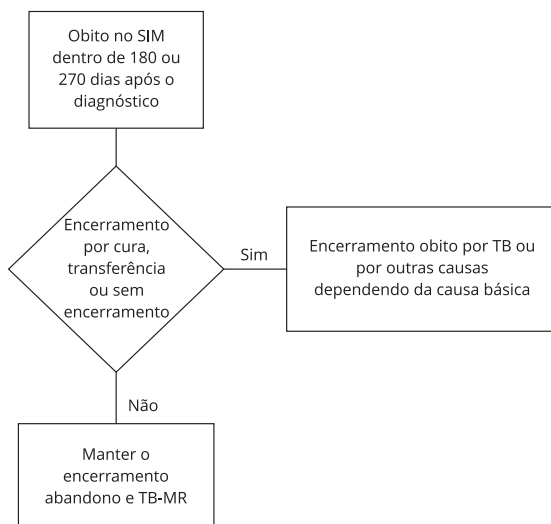 Obito no SIM
dentro de 180 ou
270 dias após o
diagnóstico
Encerramento
por cura,
transferência
ou sem
encerramento
Sim
Encerramento obito por TB ou
por outras causas
dependendo da causa básica
Não
Manter o
encerramento
abandono e TB-MR